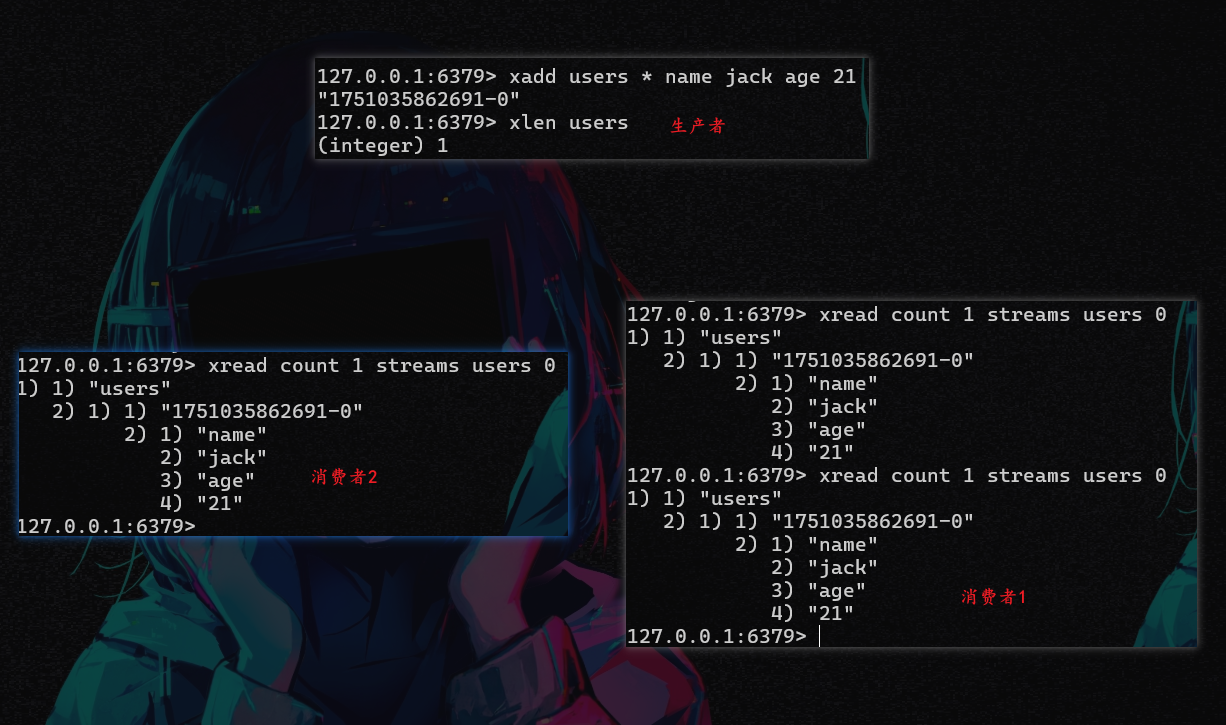 127.0.0.1:6379> xadd users * name jack age 21
"1751035862691-0"
127.0.0.1:6379> xlen users
生产者
(integer) 1
127.0.0.1:6379> xread count 1 streams users 0
1) 1) "users"
   2) 1) 1) "1751035862691-0"
         2) 1) "name"
            2) "jack"
            3) "age"
            4) "21"
消费者2
127.0.0.1:6379>
127.0.0.1:6379> xread count 1 streams users 0
1) 1) "users"
   2) 1) 1) "1751035862691-0"
         2) 1) "name"
            2) "jack"
            3) "age"
            4) "21"
127.0.0.1:6379> xread count 1 streams users 0
1) 1) "users"
   2) 1) 1) "1751035862691-0"
         2) 1) "name"
            2) "jack"
            3) "age"
            4) "21"
消费者1
127.0.0.1:6379>